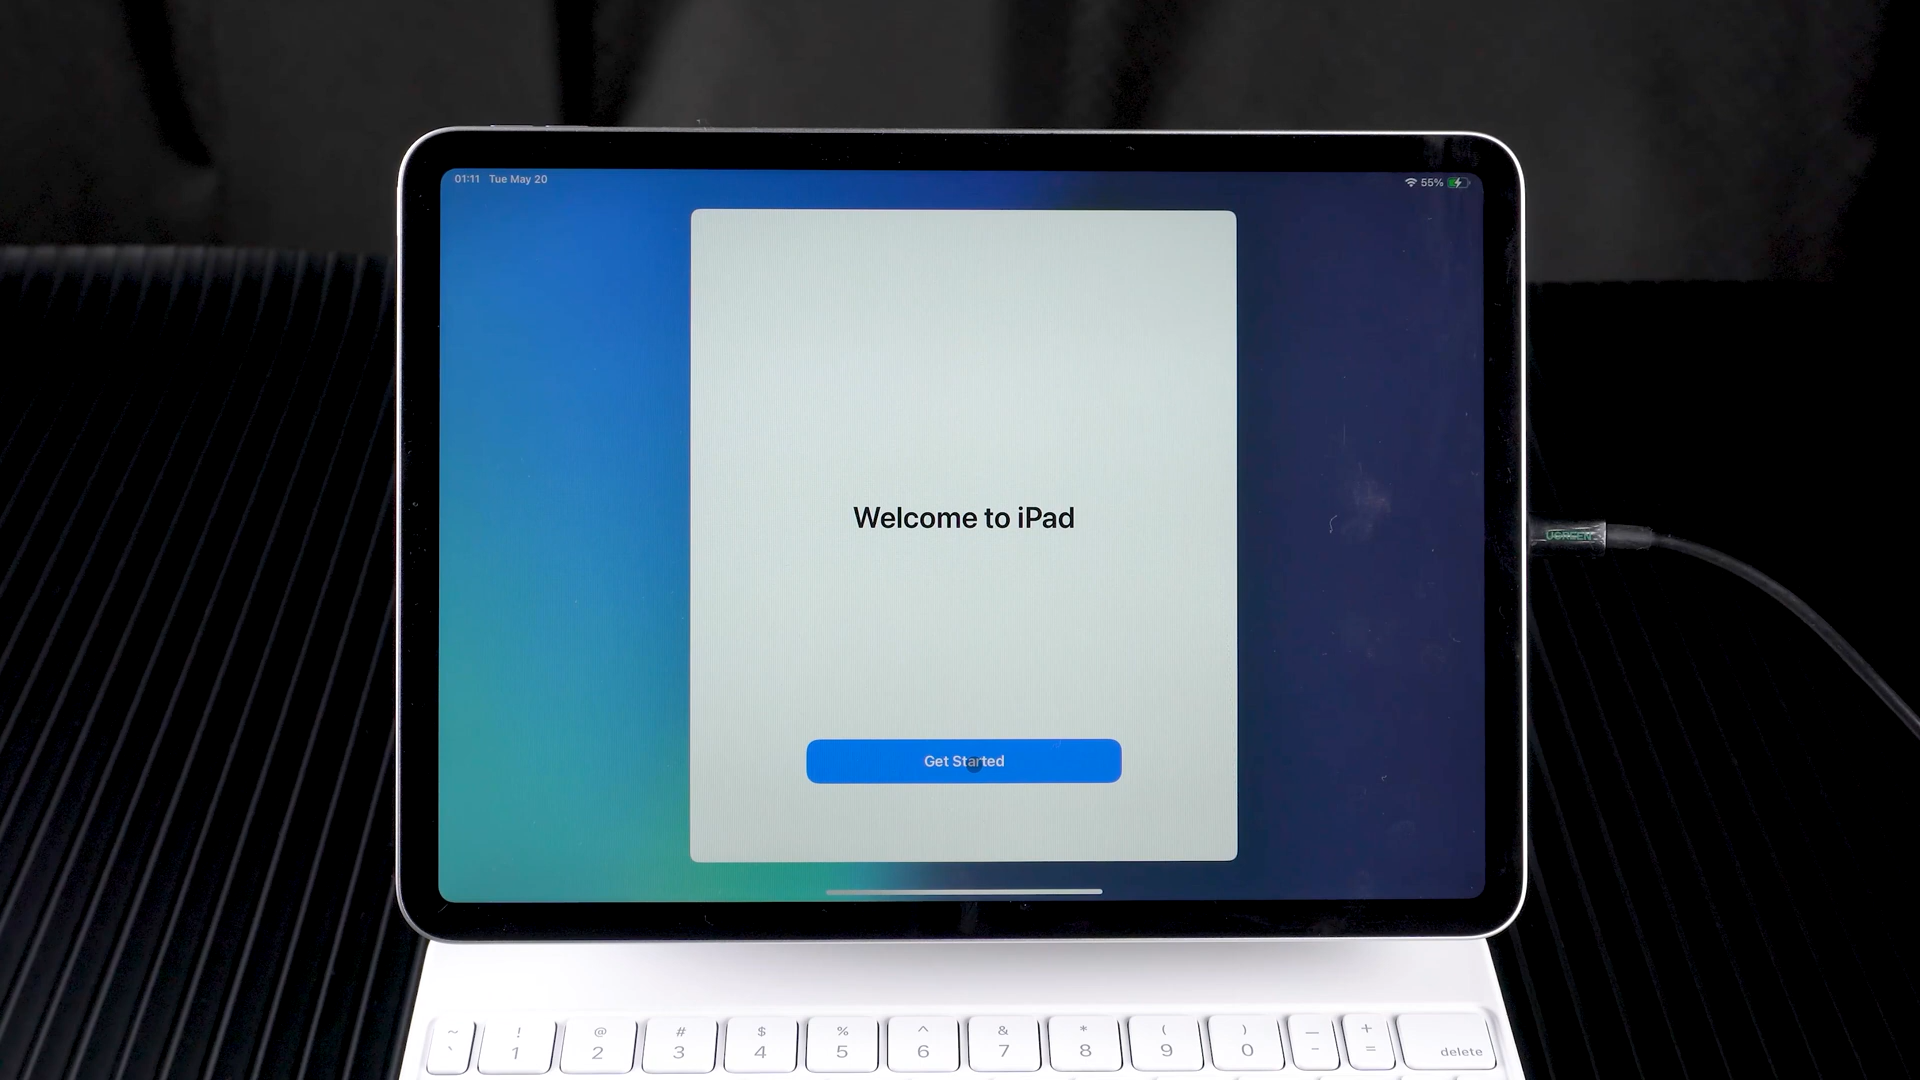 01:11 Tue May 20
55%
Welcome to iPad
Get Started
UGREEN
~ ! @ # $ % ^ & * ( ) — +
` 1 2 3 4 5 6 7 8 9 0 - = delete